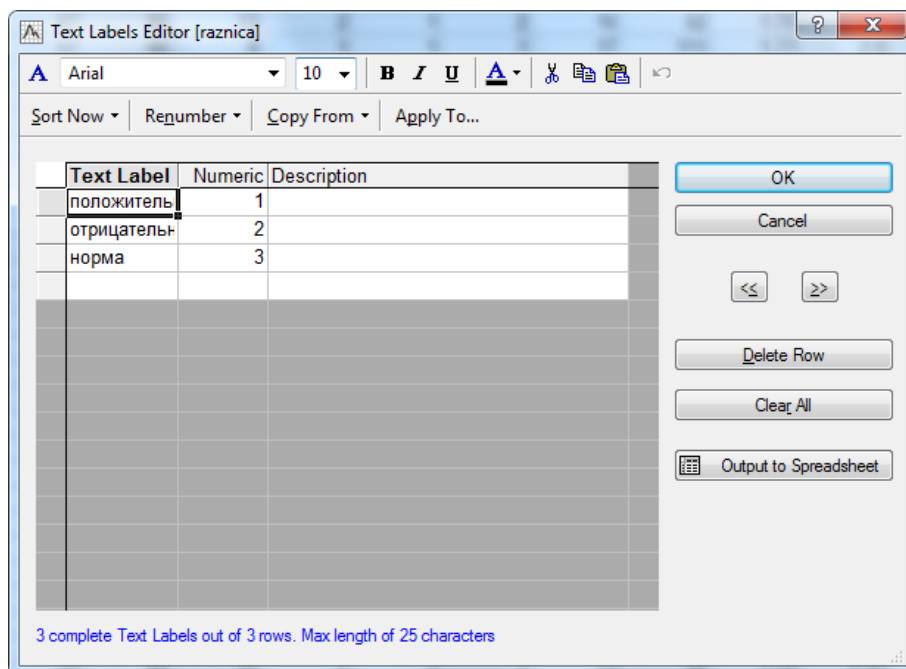 Text Labels Editor [raznica]
A Arial 10 B I U A
Sort Now Renumber Copy From Apply To...
Text Label Numeric Description
положитель 1
отрицательн 2
норма 3
OK
Cancel
<< >>
Delete Row
Clear All
Output to Spreadsheet
3 complete Text Labels out of 3 rows. Max length of 25 characters